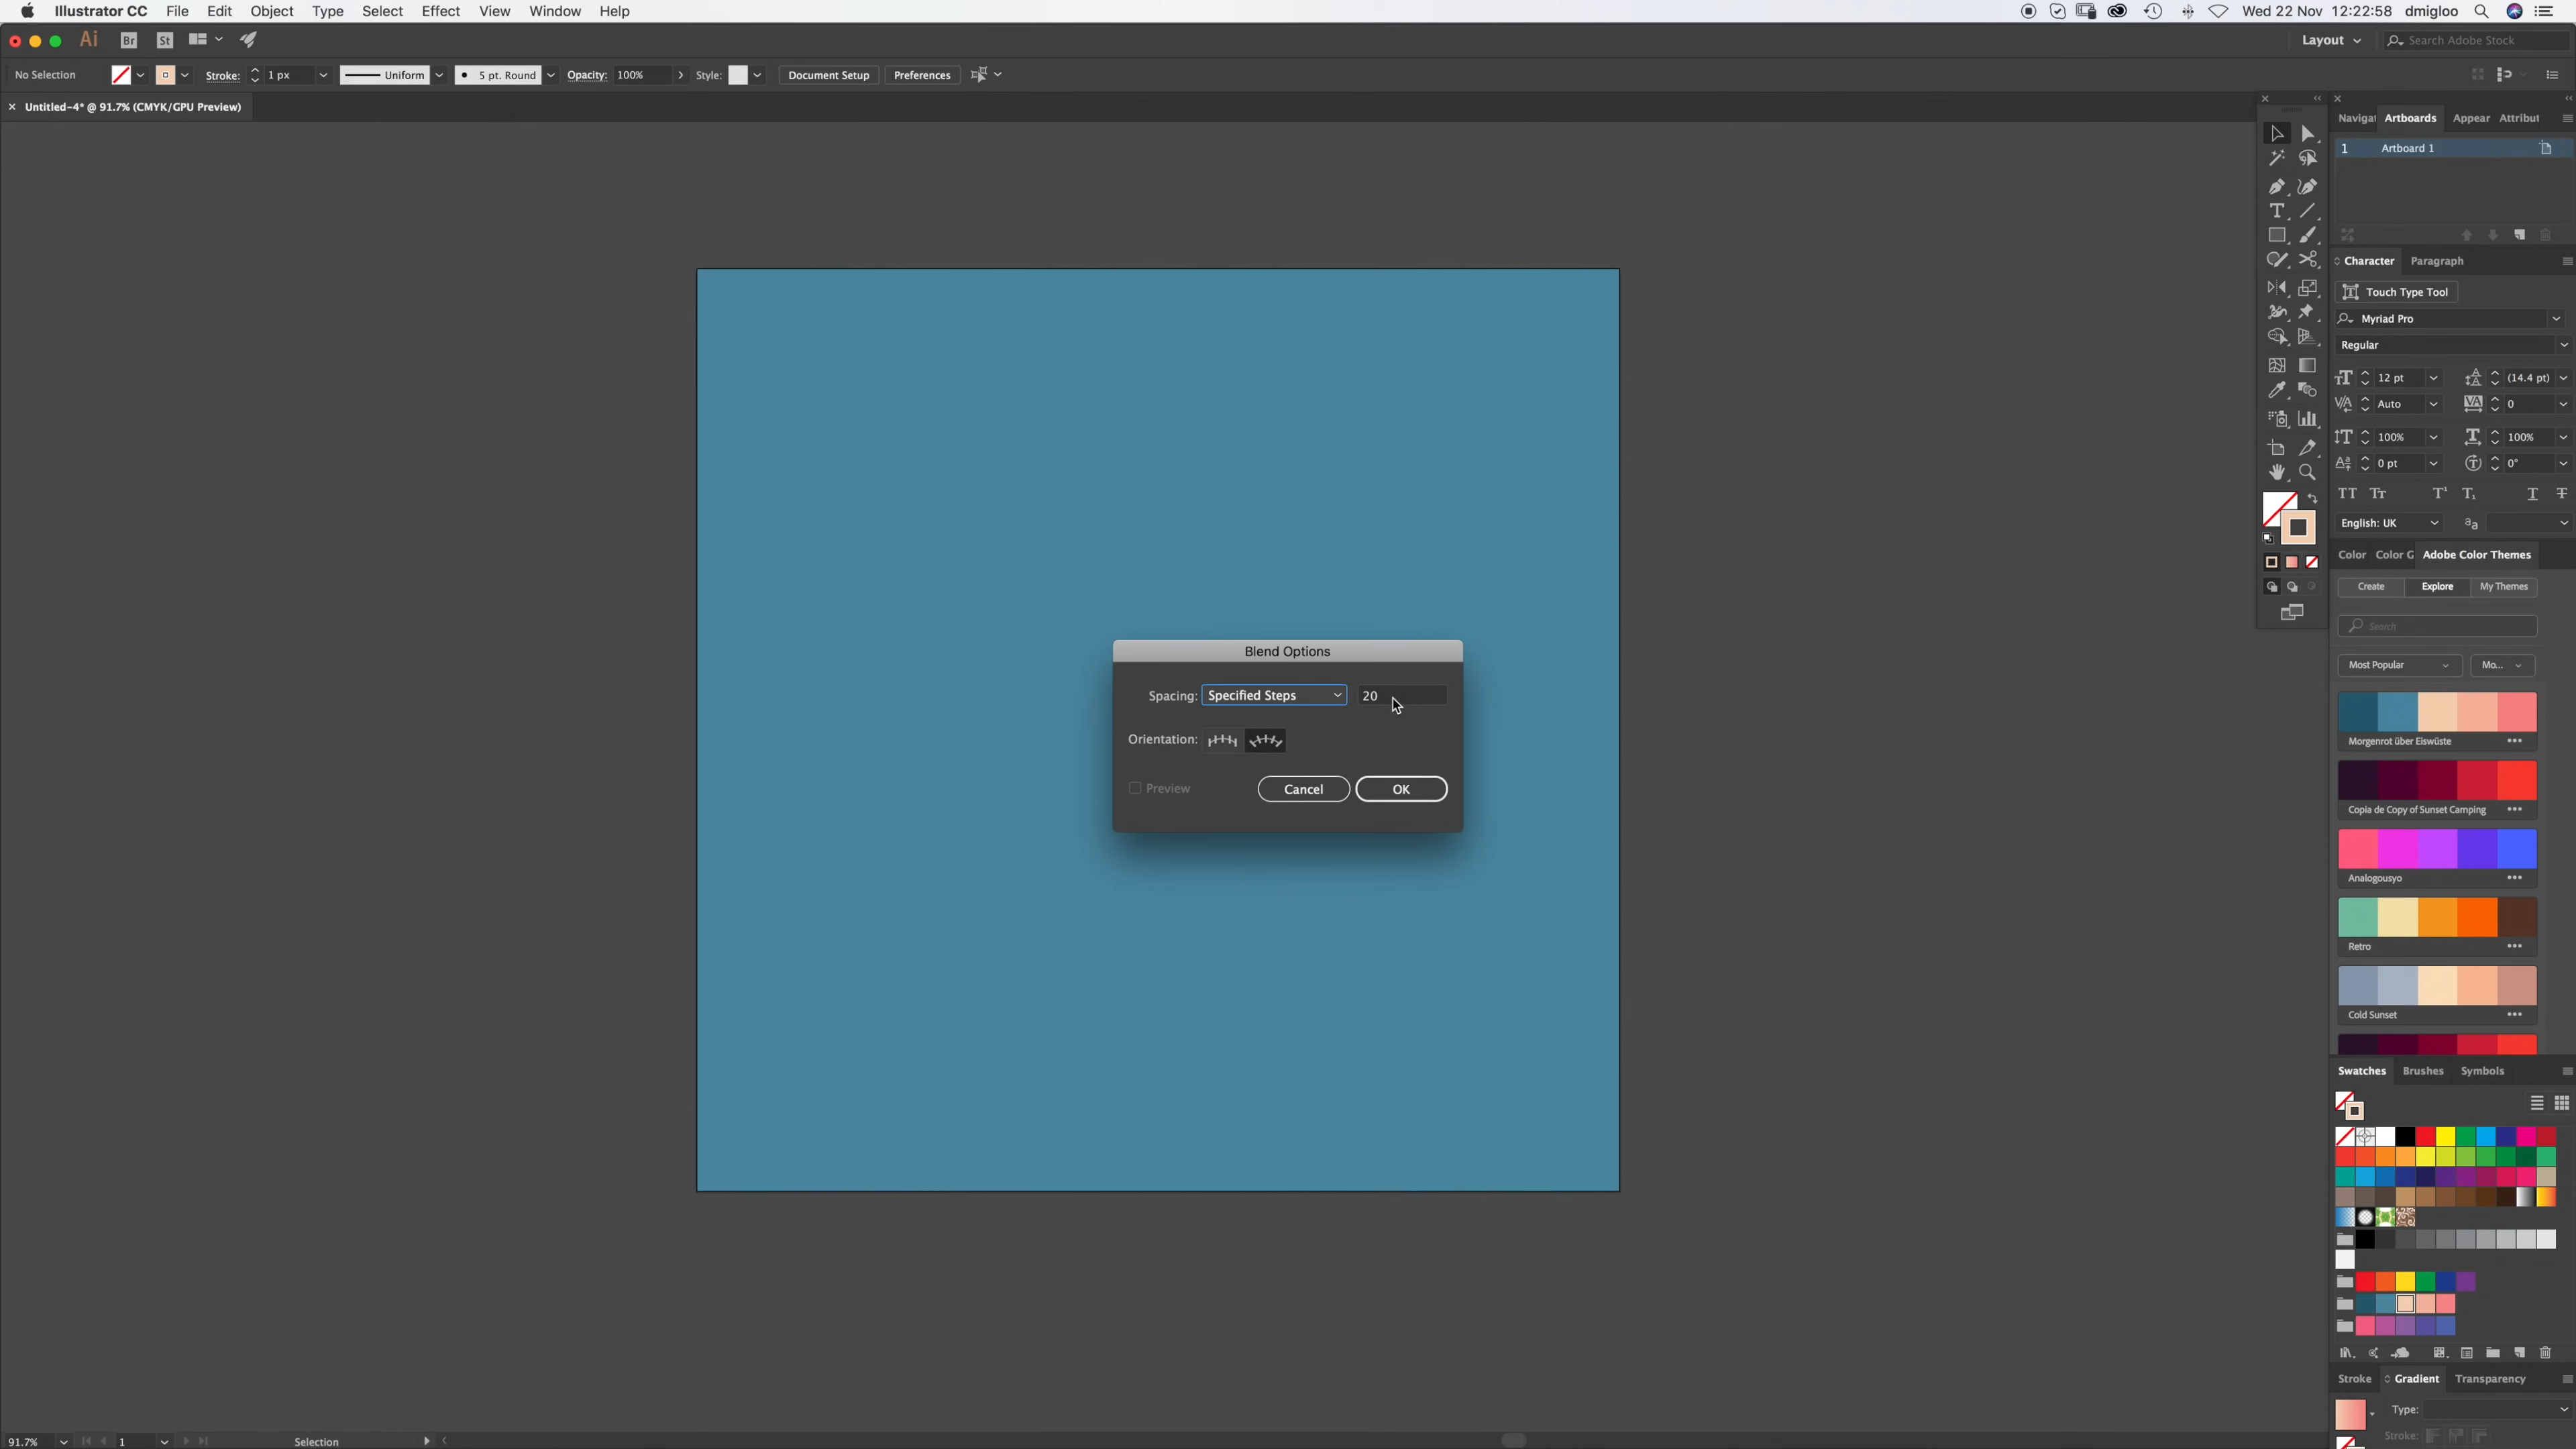 Illustrator CC File Edit Object Type Select Effect View Window Help Wed 22 Nov 12:22:58 dmigloo
Ai Br St Layout Search Adobe Stock
No Selection Stroke: 1 px Uniform 5 pt. Round Opacity: 100% Style: Document Setup Preferences
× Untitled-4* @ 91.7% (CMYK/GPU Preview)
Navigat Artboards Appear Attribut
1 Artboard 1
Character Paragraph
Touch Type Tool
Myriad Pro
Regular
12 pt (14.4 pt)
Auto 0
100% 100%
0 pt 0°
English: UK
Color Color G Adobe Color Themes
Create Explore My Themes
Search
Most Popular Mo...
Morgenrot über Eiswüste
Copia de Copy of Sunset Camping
Analogousyo
Retro
Cold Sunset
Blend Options
Spacing: Specified Steps 20
Orientation:
Preview Cancel OK
Swatches Brushes Symbols
Stroke Gradient Transparency
Type:
Stroke:
91.7% 1 Selection